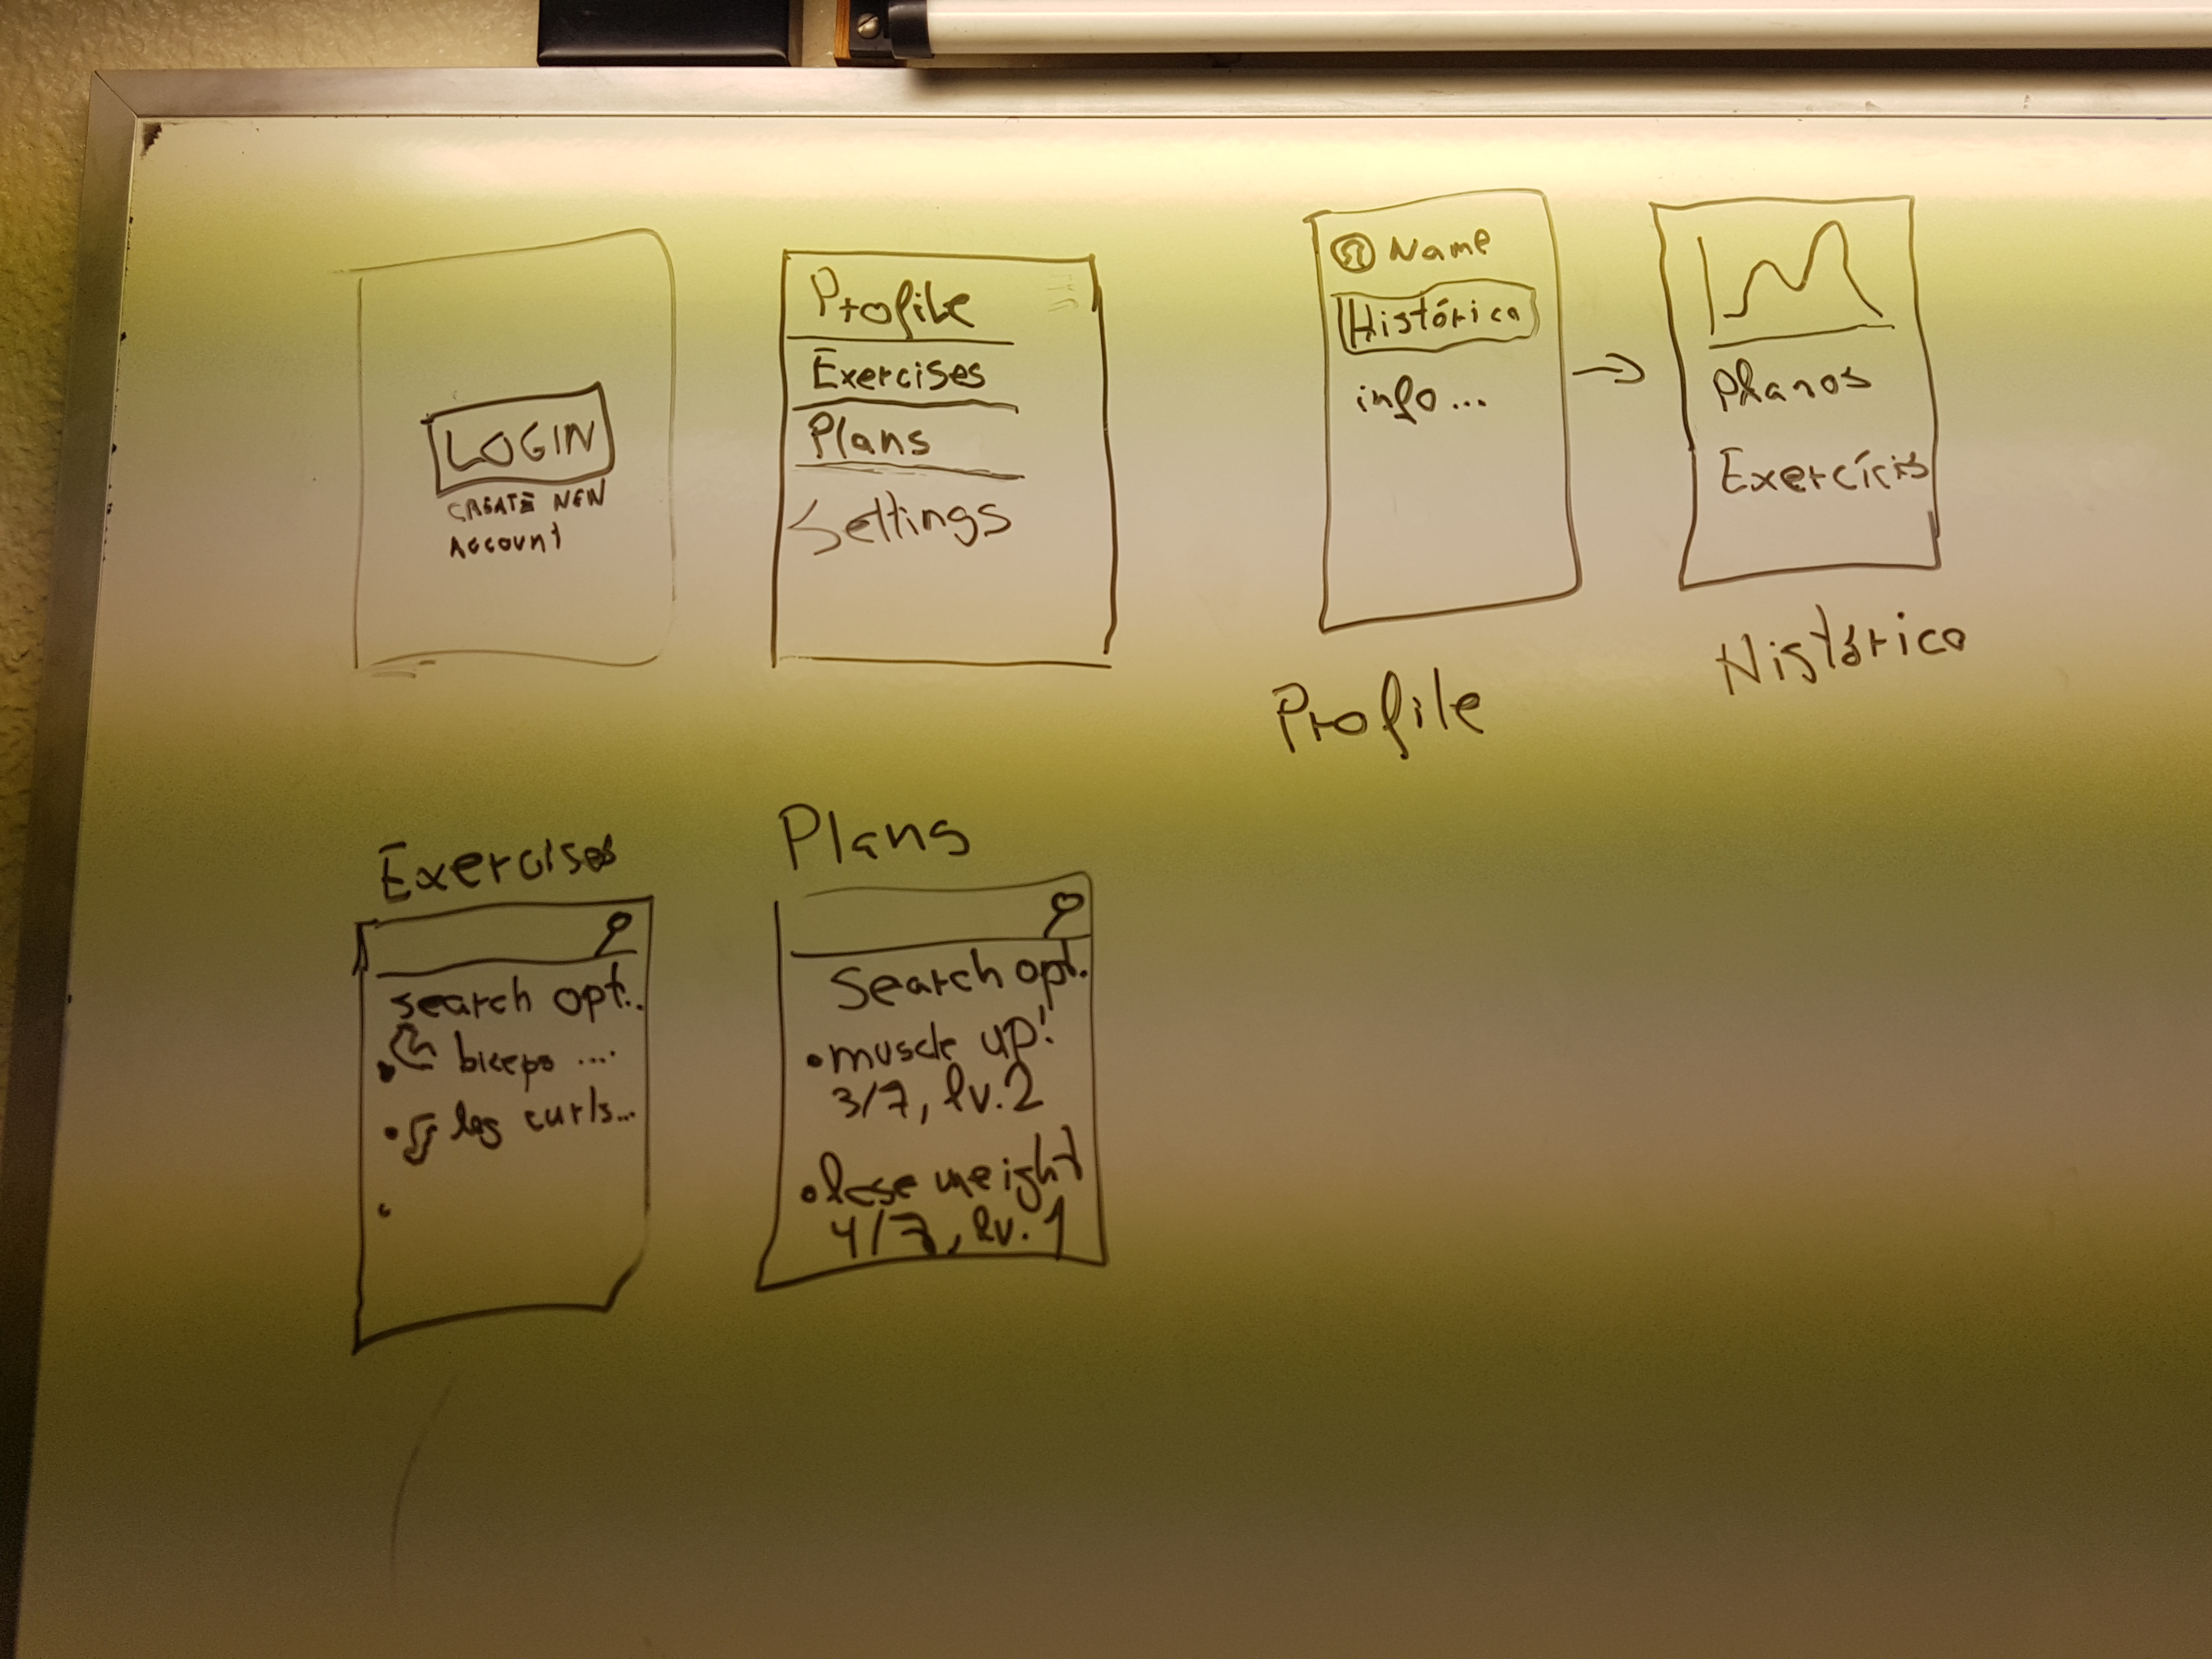 LOGIN
CREATE NEW
ACCOUNT
Profile
Exercises
Plans
Settings
Name
Histórico
info...
Profile
Planos
Exercícios
Histórico
Exercises
search opt..
biceps ....
leg curls...
Plans
Search opt.
• muscle up!
3/7, lv.2
• lose weight
4/7, lv. 1